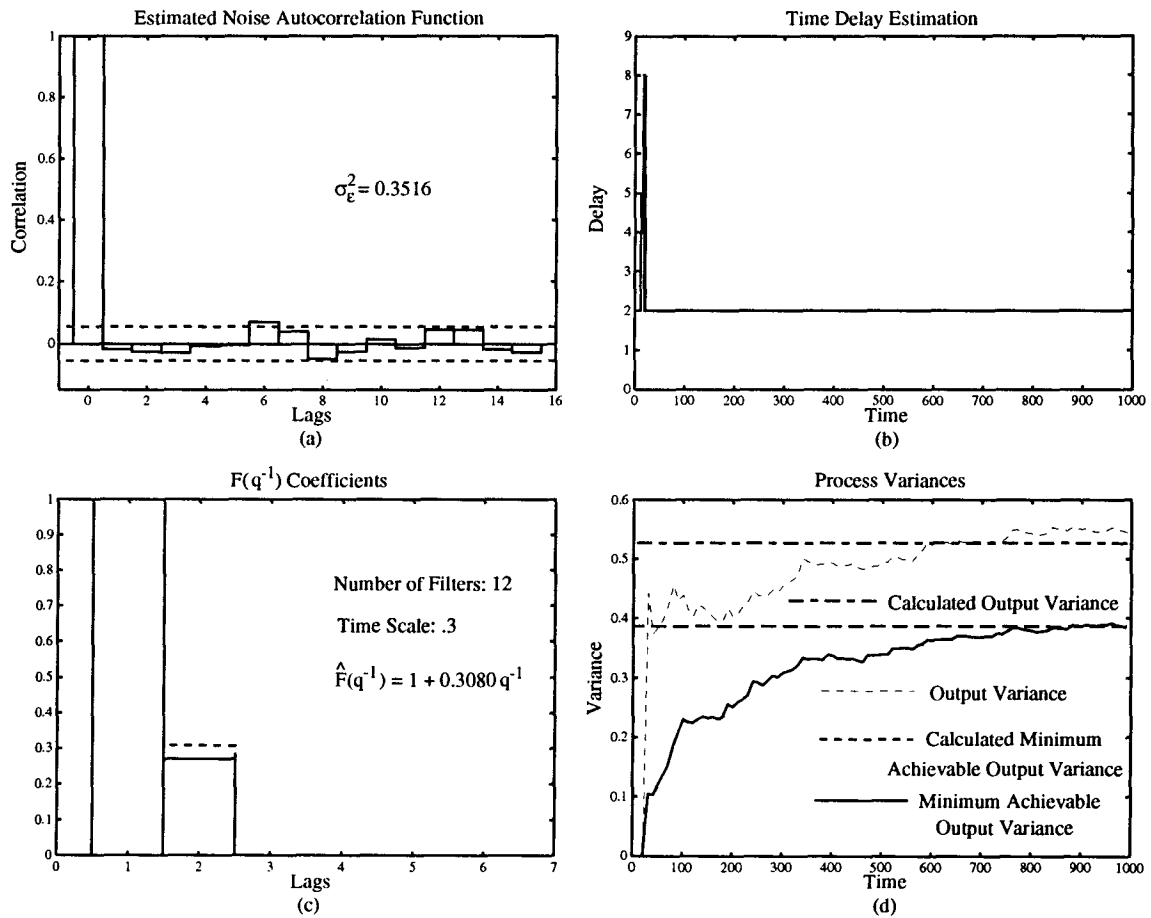 Estimated Noise Autocorrelation Function
1
0.8
0.6
0.4
0.2
0
Correlation
σ_ε^2 = 0.3516
0 2 4 6 8 10 12 14 16
Lags
(a)
Time Delay Estimation
9
8
7
6
5
4
3
2
1
0
Delay
0 100 200 300 400 500 600 700 800 900 1000
Time
(b)
F(q^-1) Coefficients
1
0.9
0.8
0.7
0.6
0.5
0.4
0.3
0.2
0.1
0
Number of Filters: 12
Time Scale: .3
F̂(q^-1) = 1 + 0.3080 q^-1
0 1 2 3 4 5 6 7
Lags
(c)
Process Variances
0.6
0.5
0.4
0.3
0.2
0.1
0
Variance
Calculated Output Variance
Output Variance
Calculated Minimum
Achievable Output Variance
Minimum Achievable
Output Variance
0 100 200 300 400 500 600 700 800 900 1000
Time
(d)